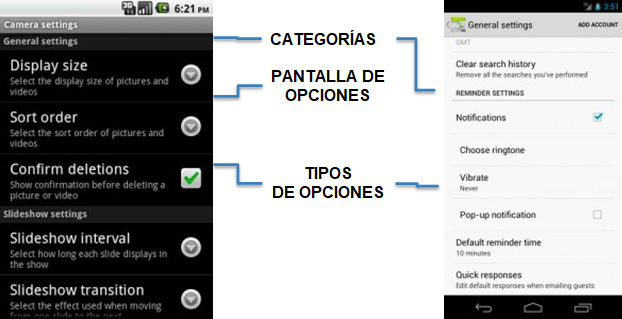 3G
6:21 PM
Camera settings
General settings
Display size
Select the display size of pictures and
videos
Sort order
Select the sort order of pictures and
videos
Confirm deletions
Show confirmation before deleting a
picture or video
Slideshow settings
Slideshow interval
Select how long each slide displays in
the show
Slideshow transition
Select the effect used when moving
from one slide to the next
CATEGORÍAS
PANTALLA DE
OPCIONES
TIPOS
DE OPCIONES
3:51
General settings
ADD ACCOUNT
GMT
Clear search history
Remove all the searches you've performed
REMINDER SETTINGS
Notifications
Choose ringtone
Vibrate
Never
Pop-up notification
Default reminder time
10 minutes
Quick responses
Edit default responses when emailing guests